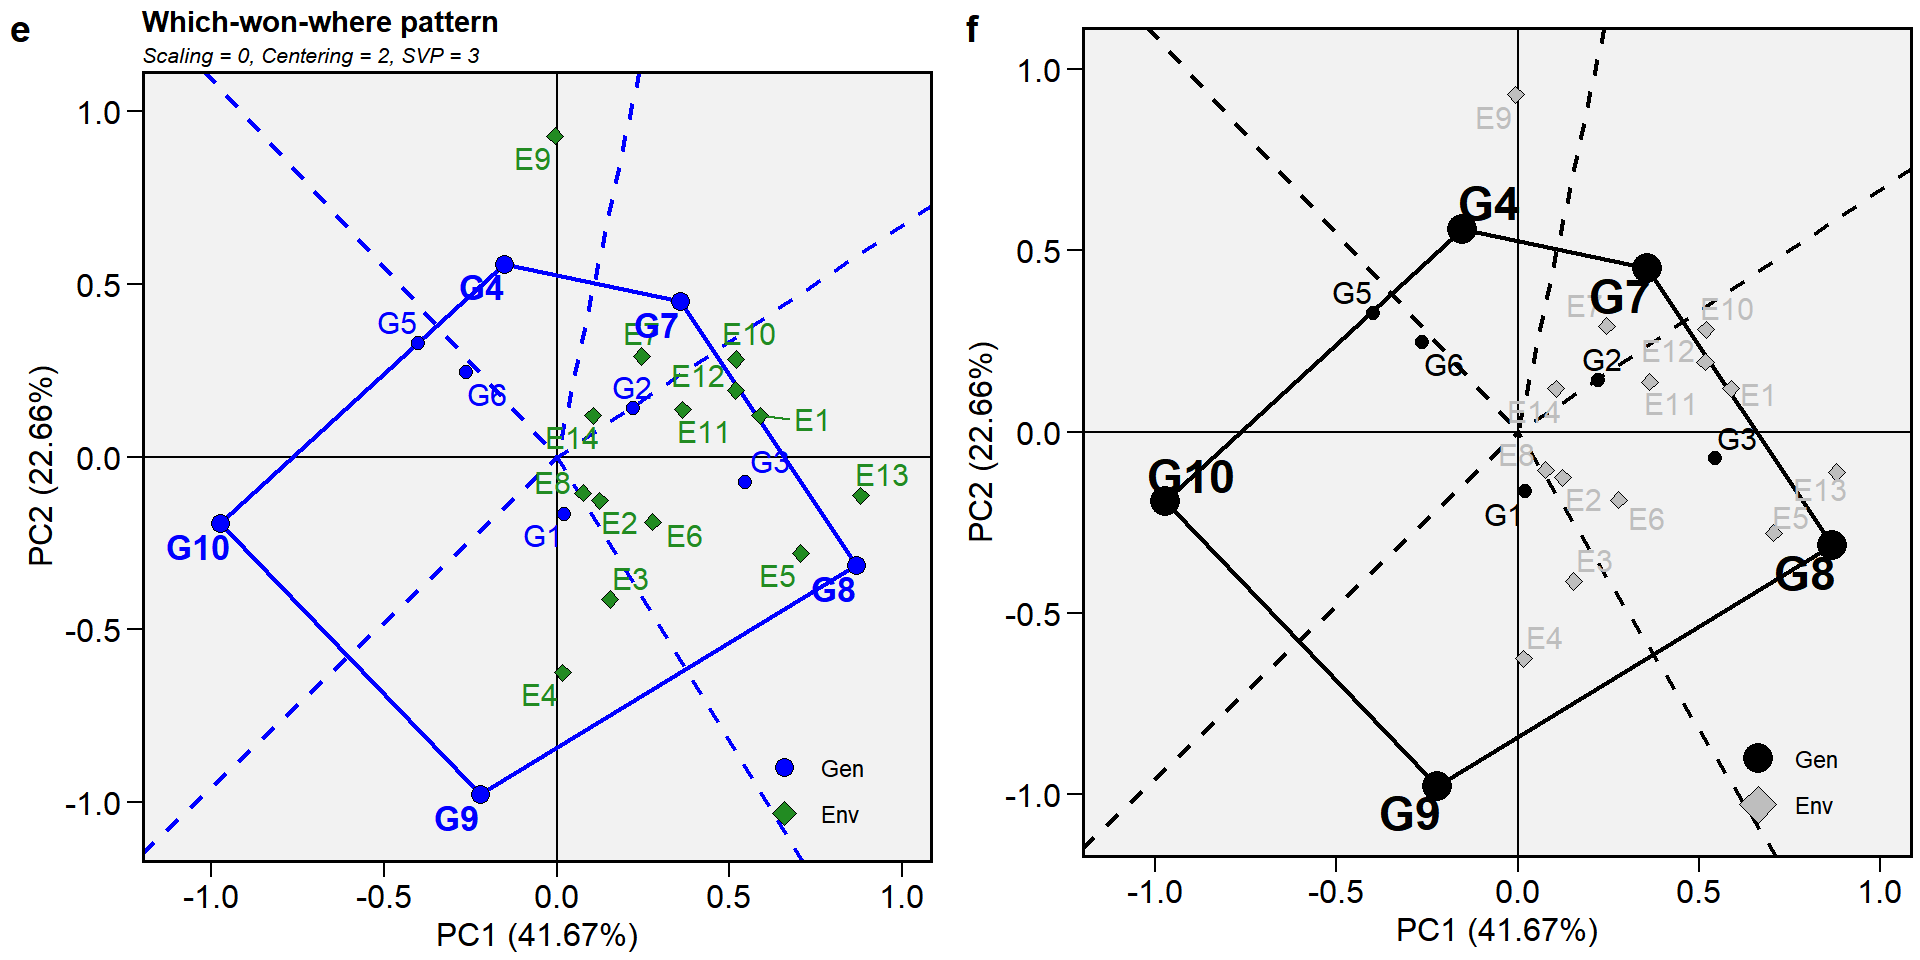 e
Which-won-where pattern
Scaling = 0, Centering = 2, SVP = 3
1.0
0.5
0.0
-0.5
-1.0
PC2 (22.66%)
E9
G4
G5
G7
E7
E10
G6
G2
E12
E11
E1
E14
G3
E13
E8
G1
E2
E6
G10
E3
E5
G8
E4
G9
Gen
Env
-1.0
-0.5
0.0
0.5
1.0
PC1 (41.67%)
f
1.0
0.5
0.0
-0.5
-1.0
PC2 (22.66%)
E9
G4
G5
G7
E7
E10
G6
G2
E12
E11
E1
E14
G3
E8
G10
E13
E2
G1
E6
E5
E3
G8
E4
G9
Gen
Env
-1.0
-0.5
0.0
0.5
1.0
PC1 (41.67%)